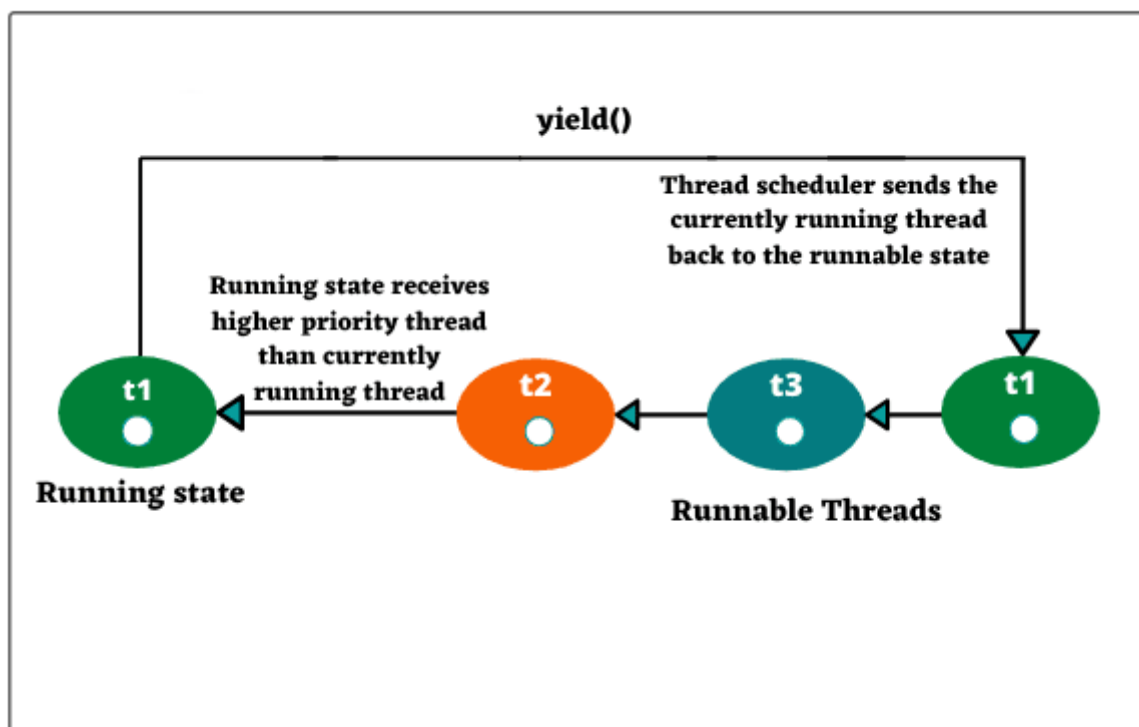 yield()
Thread scheduler sends the
currently running thread
back to the runnable state
Running state receives
higher priority thread
than currently
running thread
t1
t2
t3
t1
Running state
Runnable Threads